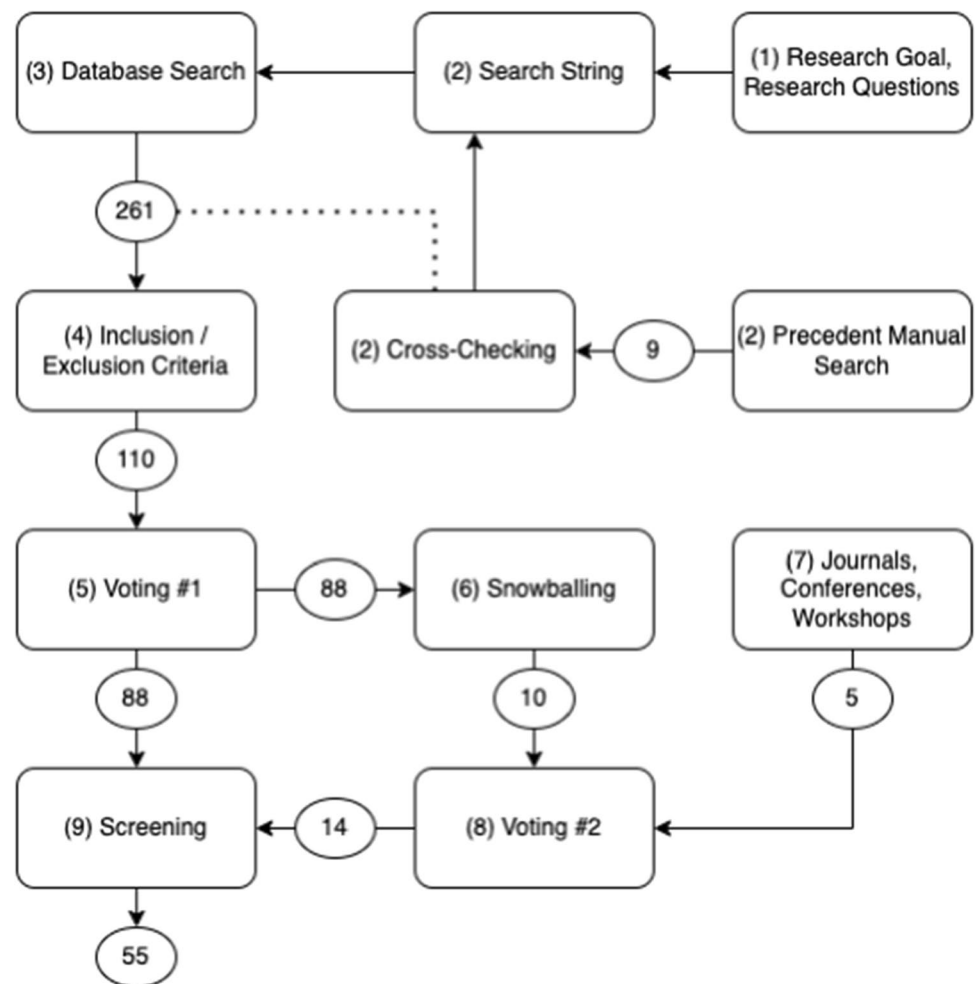 (3) Database Search
(2) Search String
(1) Research Goal,
Research Questions
261
(4) Inclusion /
Exclusion Criteria
(2) Cross-Checking
9
(2) Precedent Manual
Search
110
(5) Voting #1
88
(6) Snowballing
(7) Journals,
Conferences,
Workshops
88
10
5
(9) Screening
14
(8) Voting #2
55